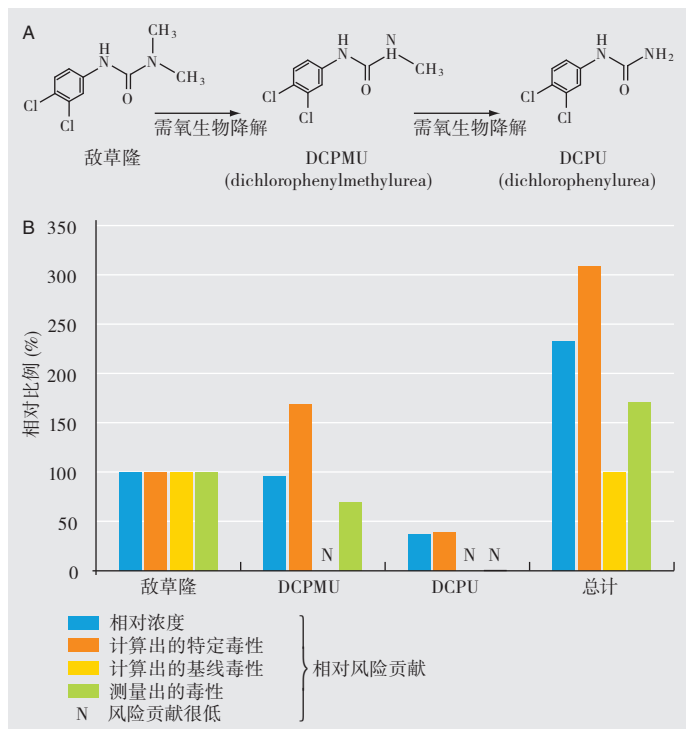 A
H
N
N
CH₃
CH₃
O
Cl
Cl
H
N
N
H
CH₃
O
Cl
Cl
H
N
NH₂
O
Cl
Cl
需氧生物降解
需氧生物降解
敌草隆
DCPMU
(dichlorophenylmethylurea)
DCPU
(dichlorophenylurea)
B
相对比例 (%)
350
300
250
200
150
100
50
0
N
N
N
敌草隆
DCPMU
DCPU
总计
相对浓度
计算出的特定毒性
计算出的基线毒性
测量出的毒性
N 风险贡献很低
相对风险贡献